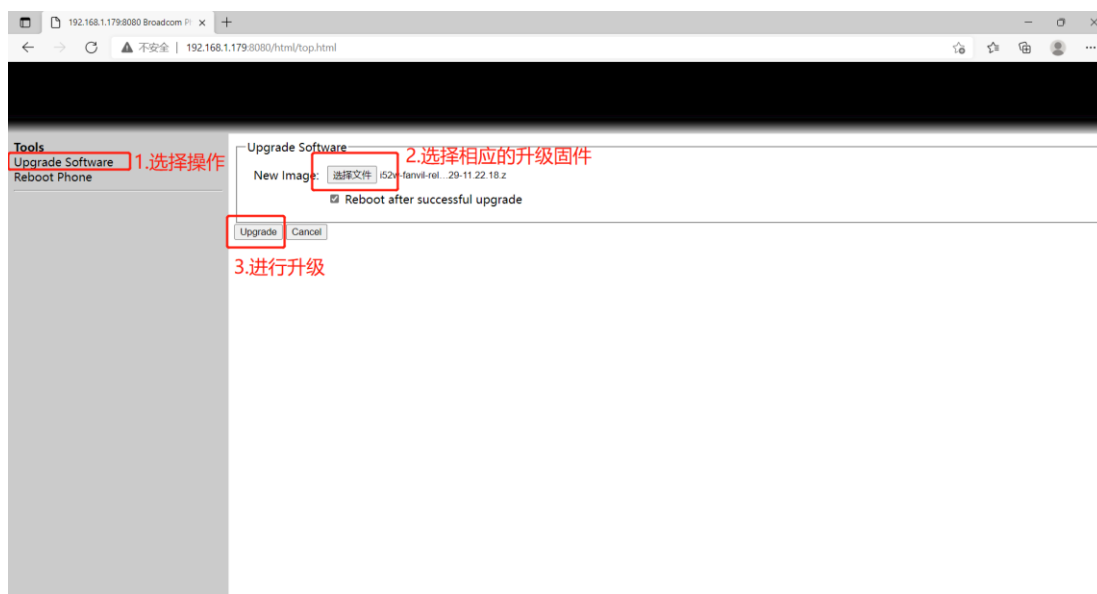 192.168.1.179:8080 Broadcom P
不安全 | 192.168.1.179:8080/html/top.html
Tools
Upgrade Software
1.选择操作
Reboot Phone
Upgrade Software
2.选择相应的升级固件
New Image: 选择文件 i52w-fanvil-rel...29-11.22.18.z
Reboot after successful upgrade
Upgrade Cancel
3.进行升级